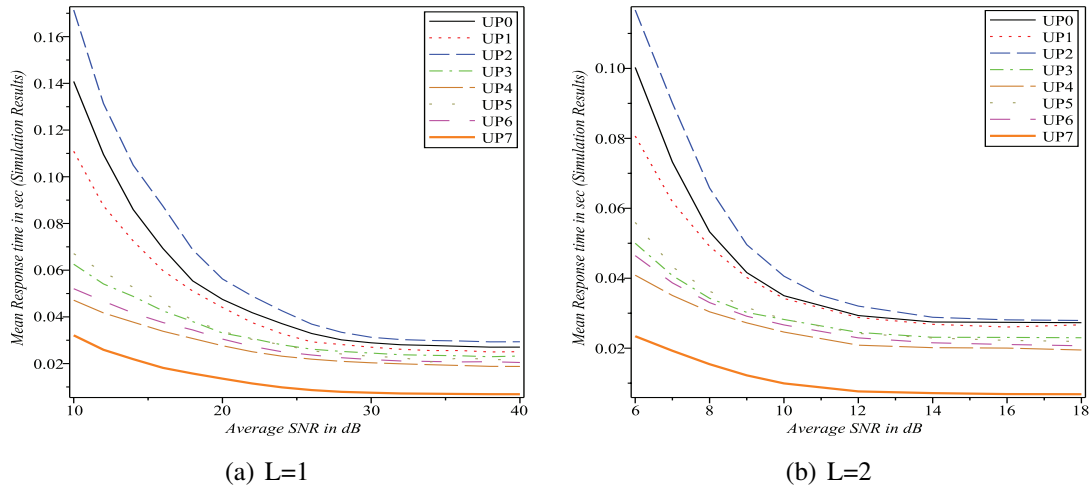 Mean Response time in sec (Simulation Results)
0.16
0.14
0.12
0.10
0.08
0.06
0.04
0.02
10
20
30
40
Average SNR in dB
UP0
UP1
UP2
UP3
UP4
UP5
UP6
UP7
(a) L=1
Mean Response time in sec (Simulation Results)
0.10
0.08
0.06
0.04
0.02
6
8
10
12
14
16
18
Average SNR in dB
UP0
UP1
UP2
UP3
UP4
UP5
UP6
UP7
(b) L=2